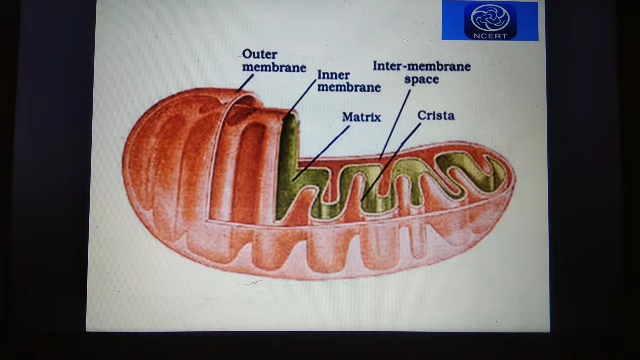 NCERT
Outer
membrane
Inner
membrane
Inter-membrane
space
Matrix
Crista